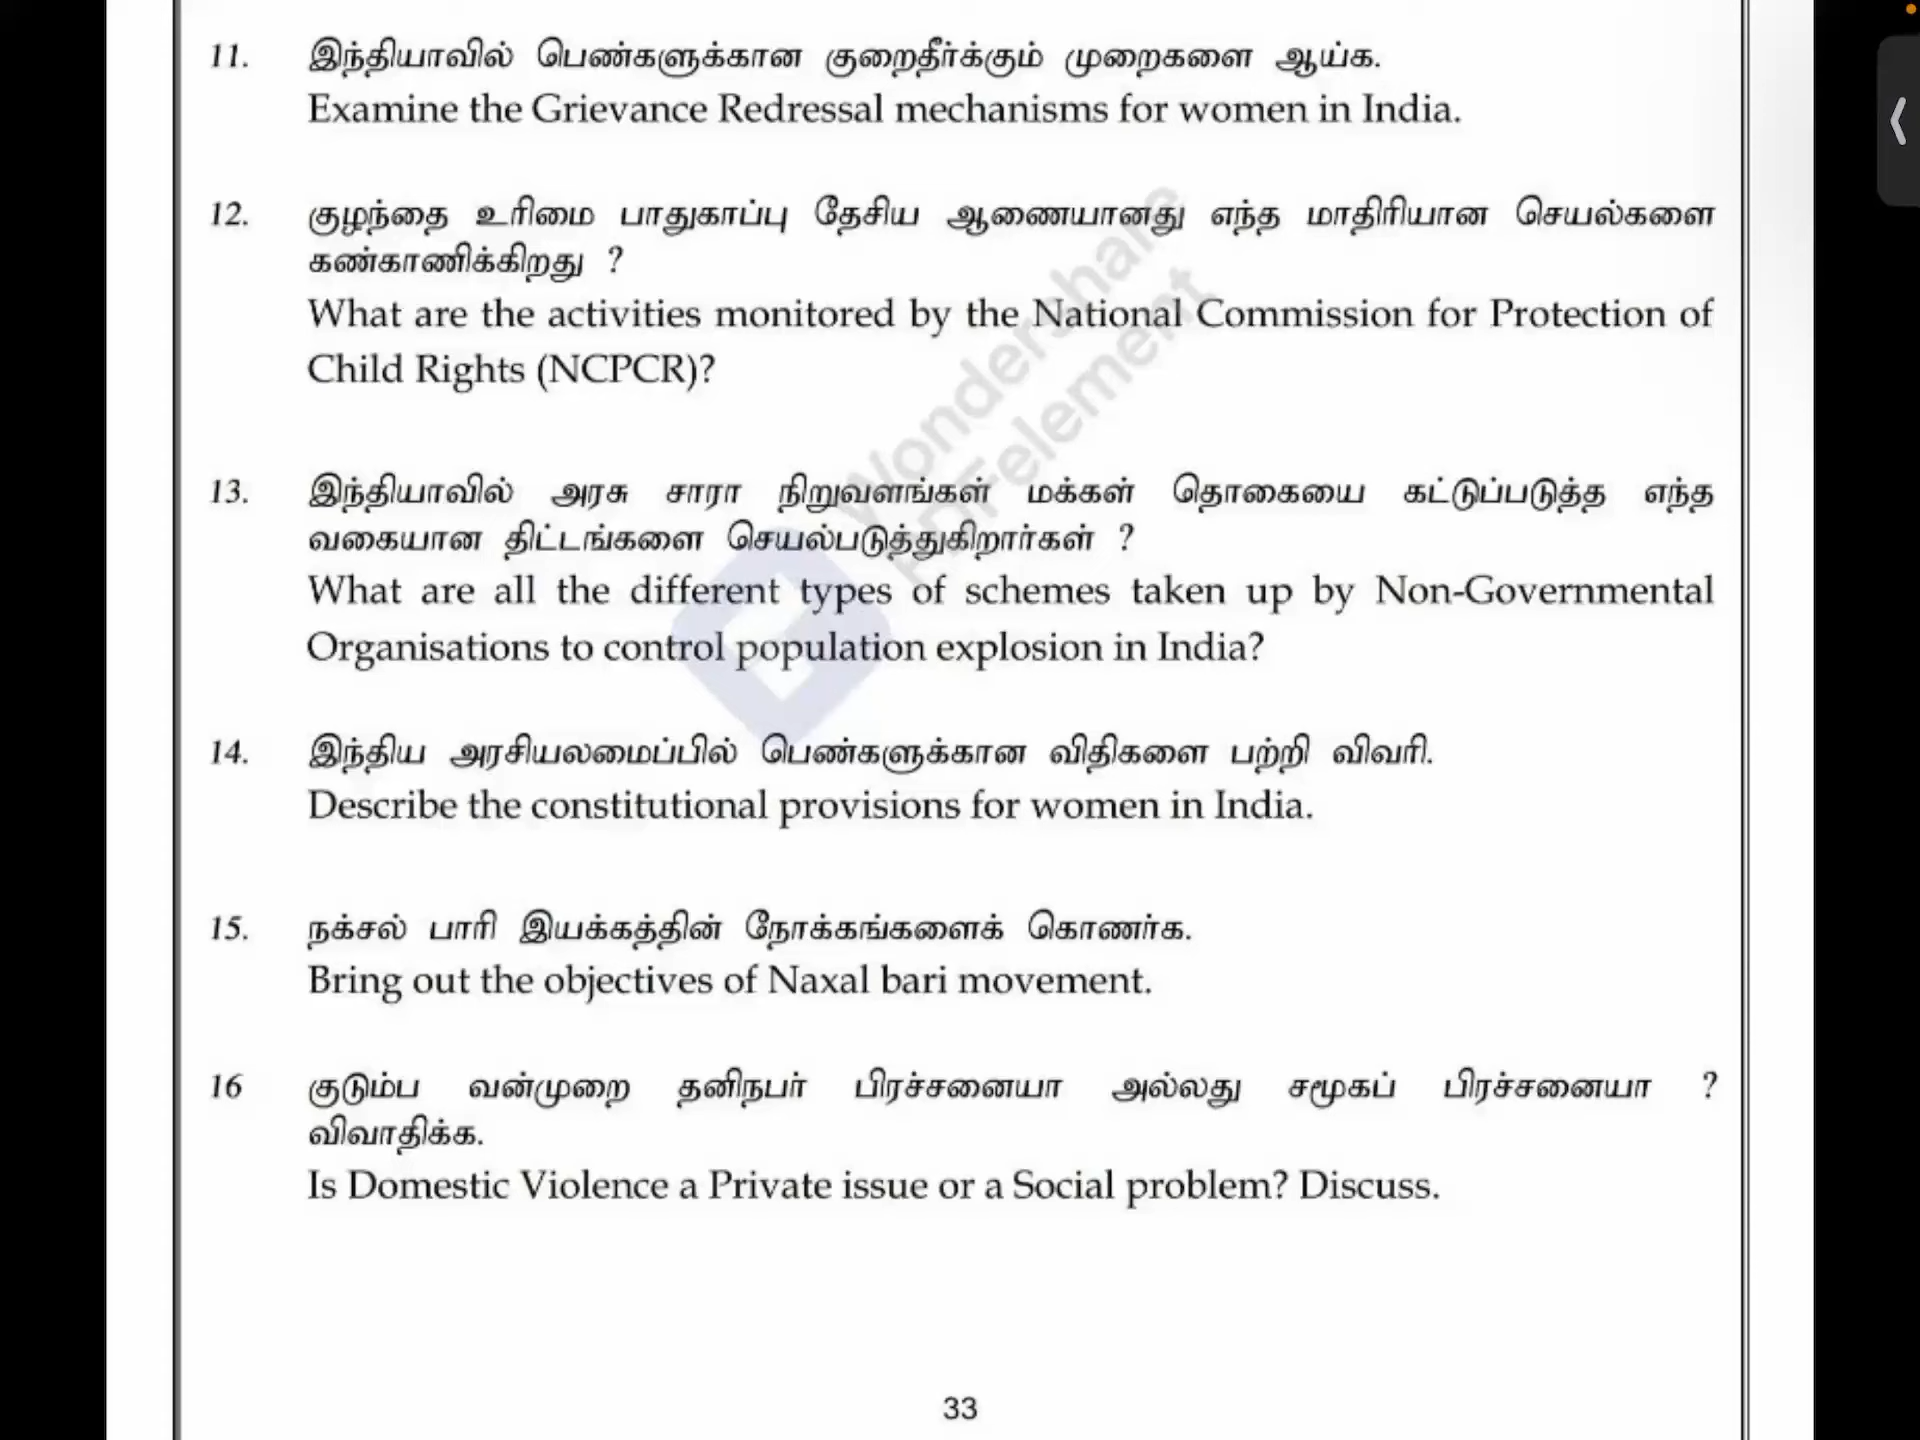 11. இந்தியாவில் பெண்களுக்கான குறைதீர்க்கும் முறைகளை ஆய்க.
Examine the Grievance Redressal mechanisms for women in India.
12. குழந்தை உரிமை பாதுகாப்பு தேசிய ஆணையானது எந்த மாதிரியான செயல்களை
கண்காணிக்கிறது ?
What are the activities monitored by the National Commission for Protection of
Child Rights (NCPCR)?
13. இந்தியாவில் அரசு சாரா நிறுவளங்கள் மக்கள் தொகையை கட்டுப்படுத்த எந்த
வகையான திட்டங்களை செயல்படுத்துகிறார்கள் ?
What are all the different types of schemes taken up by Non-Governmental
Organisations to control population explosion in India?
14. இந்திய அரசியலமைப்பில் பெண்களுக்கான விதிகளை பற்றி விவரி.
Describe the constitutional provisions for women in India.
15. நக்சல் பாரி இயக்கத்தின் நோக்கங்களைக் கொணர்க.
Bring out the objectives of Naxal bari movement.
16 குடும்ப வன்முறை தனிநபர் பிரச்சனையா அல்லது சமூகப் பிரச்சனையா ?
விவாதிக்க.
Is Domestic Violence a Private issue or a Social problem? Discuss.
33
Wondershare
PDFelement